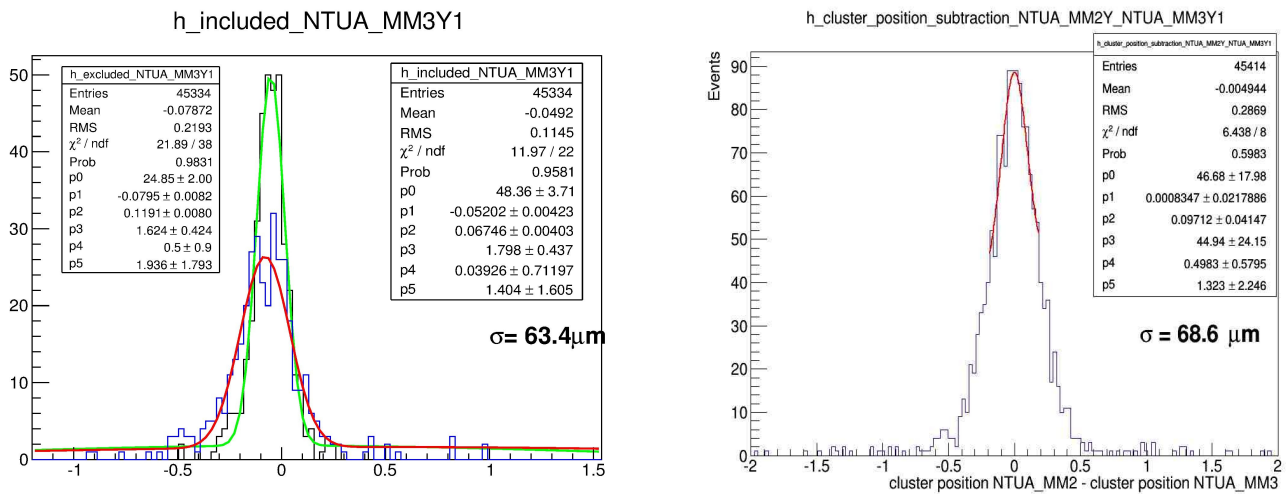 h_included_NTUA_MM3Y1
h_excluded_NTUA_MM3Y1
Entries 45334
Mean -0.07872
RMS 0.2193
χ² / ndf 21.89 / 38
Prob 0.9831
p0 24.85 ± 2.00
p1 -0.0795 ± 0.0082
p2 0.1191 ± 0.0080
p3 1.624 ± 0.424
p4 0.5 ± 0.9
p5 1.936 ± 1.793
h_included_NTUA_MM3Y1
Entries 45334
Mean -0.0492
RMS 0.1145
χ² / ndf 11.97 / 22
Prob 0.9581
p0 48.36 ± 3.71
p1 -0.05202 ± 0.00423
p2 0.06746 ± 0.00403
p3 1.798 ± 0.437
p4 0.03926 ± 0.71197
p5 1.404 ± 1.605
σ= 63.4μm
50
40
30
20
10
0
-1 -0.5 0 0.5 1 1.5
h_cluster_position_subtraction_NTUA_MM2Y_NTUA_MM3Y1
h_cluster_position_subtraction_NTUA_MM2Y_NTUA_MM3Y1
Entries 45414
Mean -0.004944
RMS 0.2869
χ² / ndf 6.438 / 8
Prob 0.5983
p0 46.68 ± 17.98
p1 0.0008347 ± 0.0217886
p2 0.09712 ± 0.04147
p3 44.94 ± 24.15
p4 0.4983 ± 0.5795
p5 1.323 ± 2.246
σ = 68.6 μm
Events
90
80
70
60
50
40
30
20
10
0
-2 -1.5 -1 -0.5 0 0.5 1 1.5 2
cluster position NTUA_MM2 - cluster position NTUA_MM3